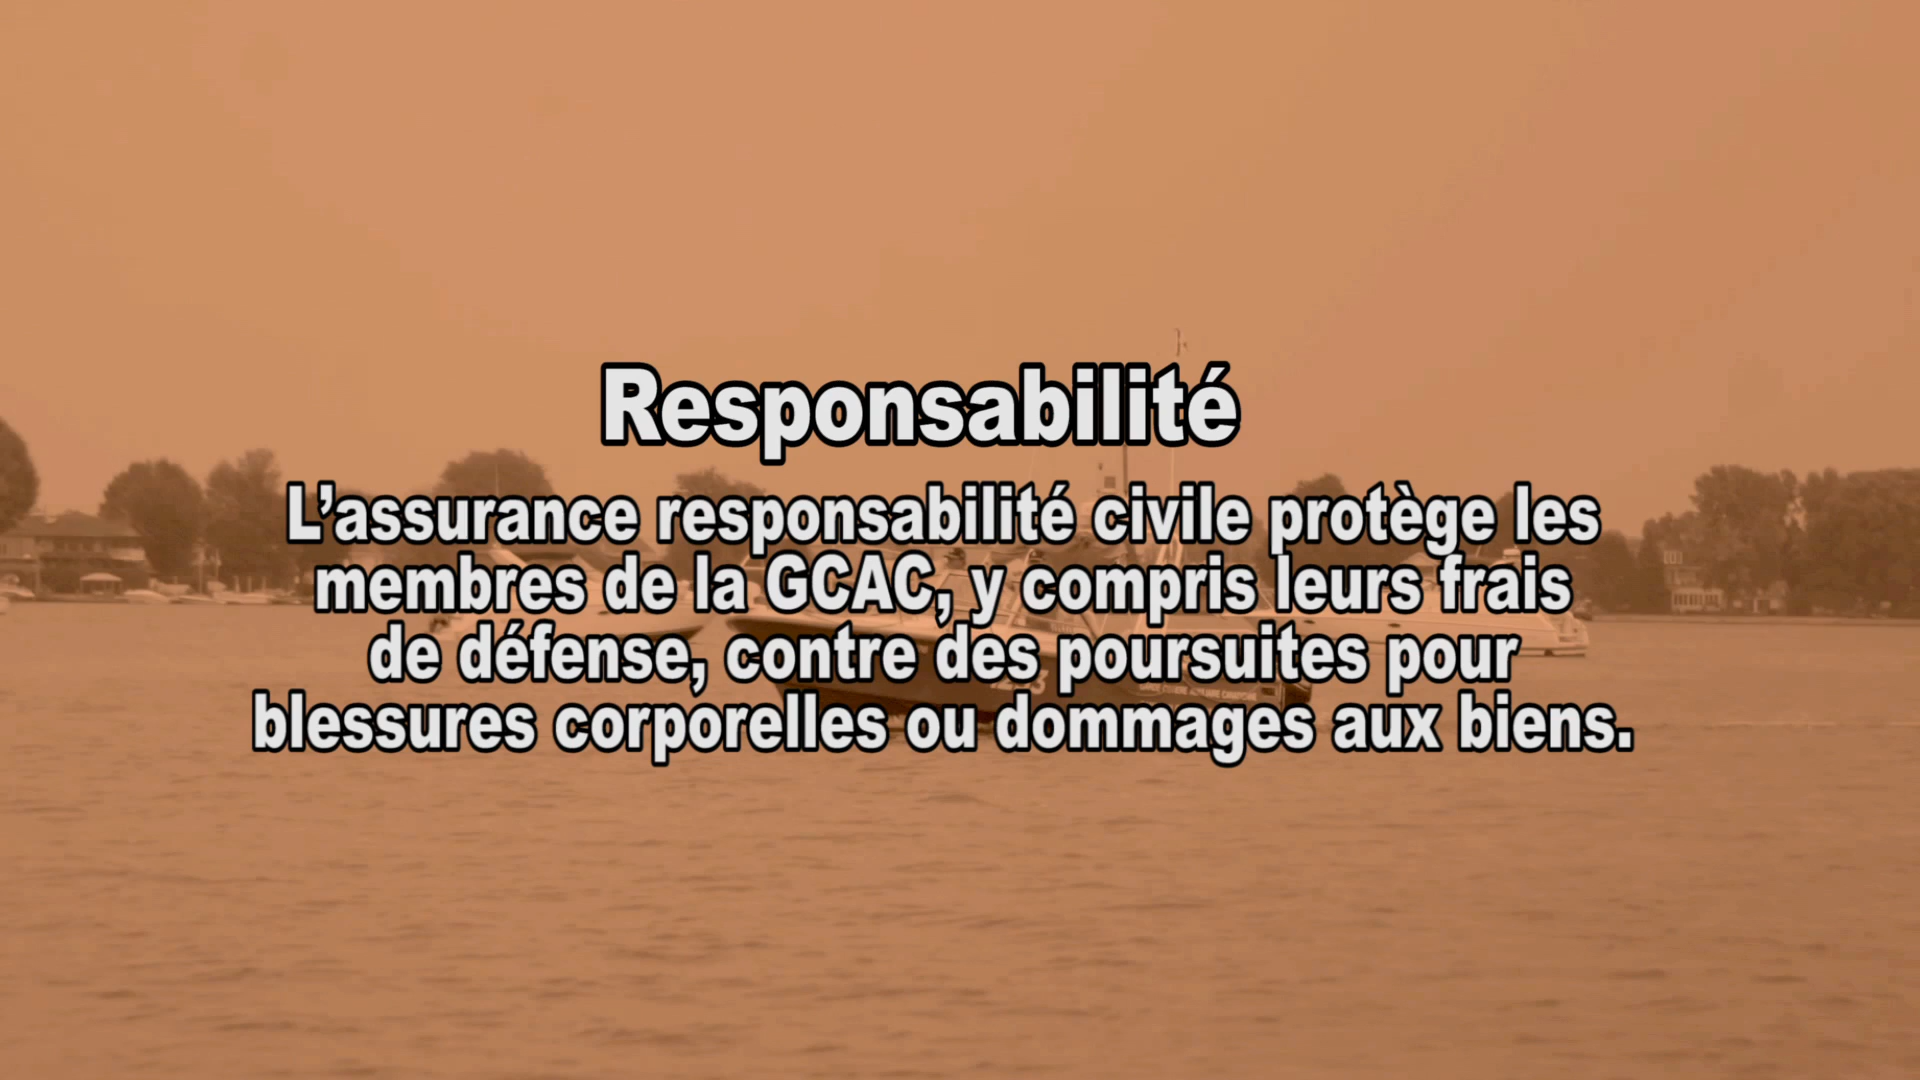 Responsabilité
L’assurance responsabilité civile protège les
membres de la GCAC, y compris leurs frais
de défense, contre des poursuites pour
blessures corporelles ou dommages aux biens.